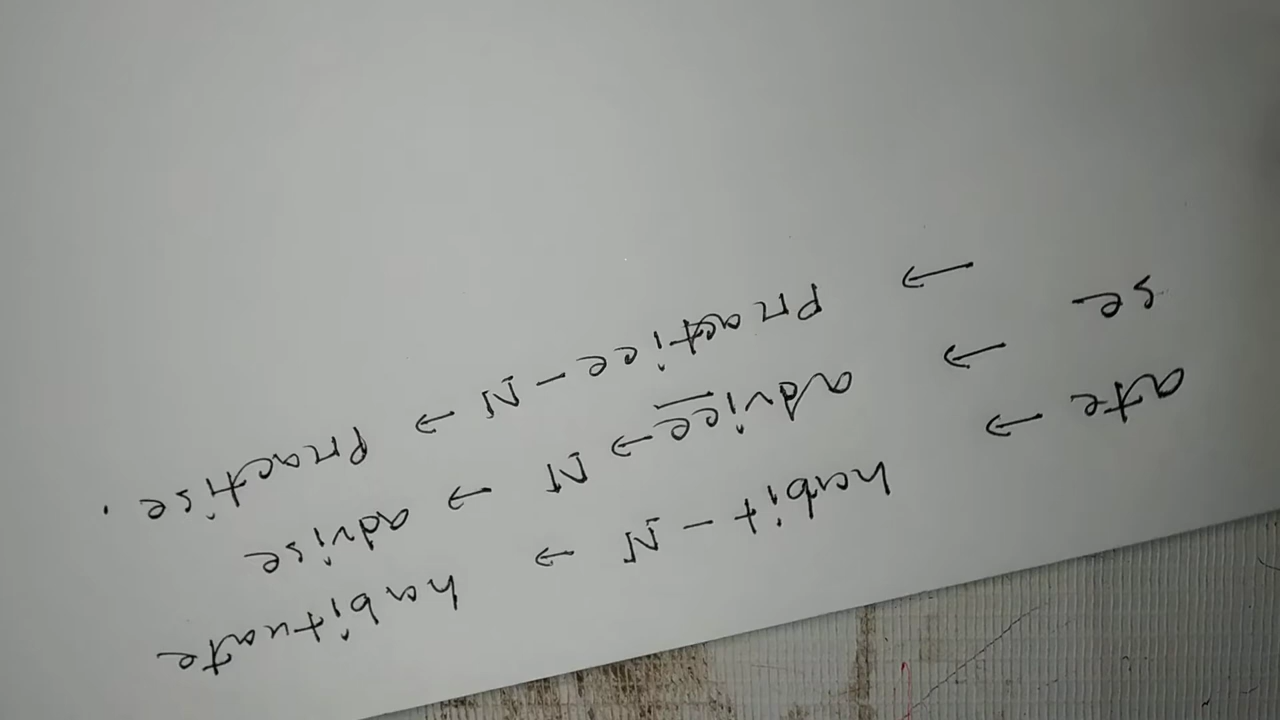 ate → habit - N → habituate
se → advice → N → advise
→ Practice - N → Practise.